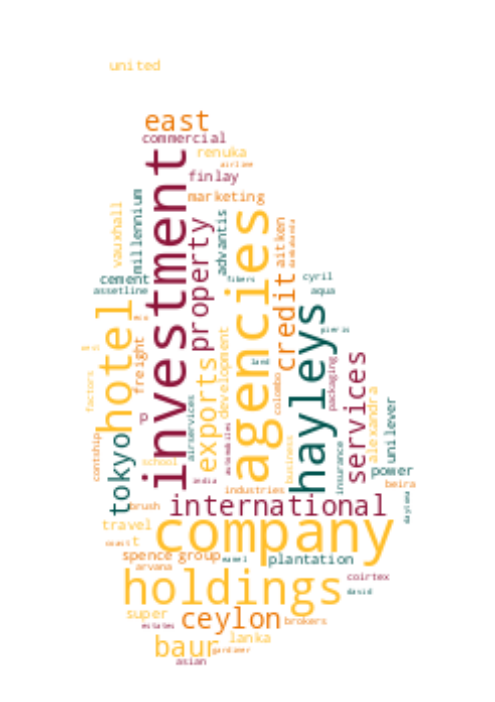 united
east
commercial
renuka
airline
finlay
marketing
investment
agencies
vauxhall
millennium
property
advantis
aitken
cement
assetline
fibers
cyril
aqua
hotel
credit
hayleys
pieris
freight
exports
development
land
colombo
packaging
services
factors
airservices
automobiles
business
insurance
alexandra
unilever
contship
tokyo
school
india
industries
power
beira
brush
international
travel
company
coast
t
spence
group
plantation
arvana
coirtex
holdings
david
super
ceylon
brokers
estates
lanka
baur
gardiner
asian